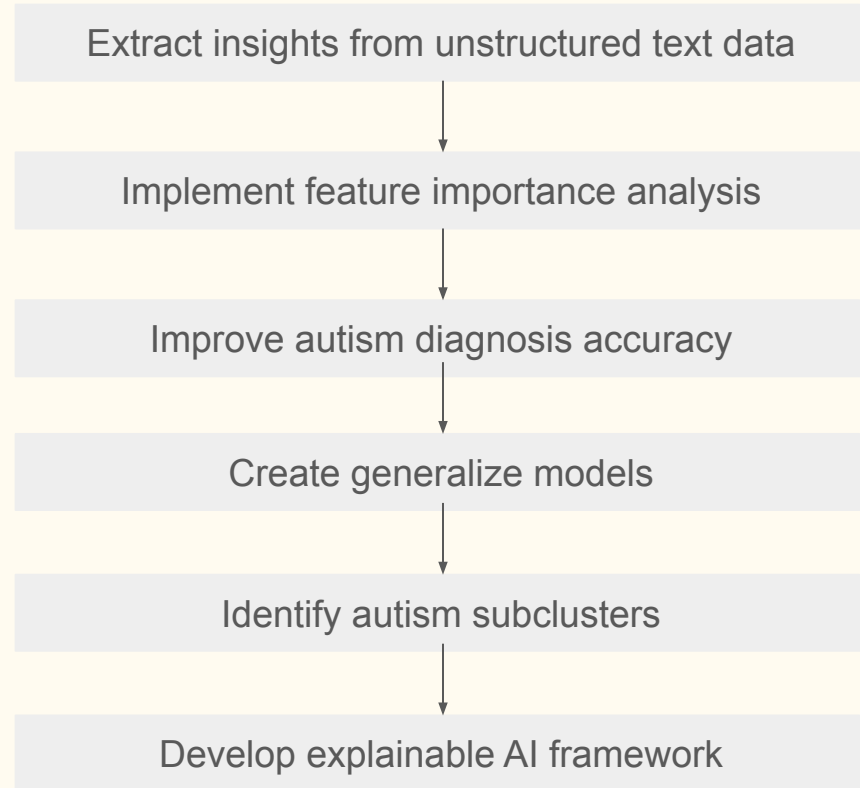 Extract insights from unstructured text data
Implement feature importance analysis
Improve autism diagnosis accuracy
Create generalize models
Identify autism subclusters
Develop explainable AI framework